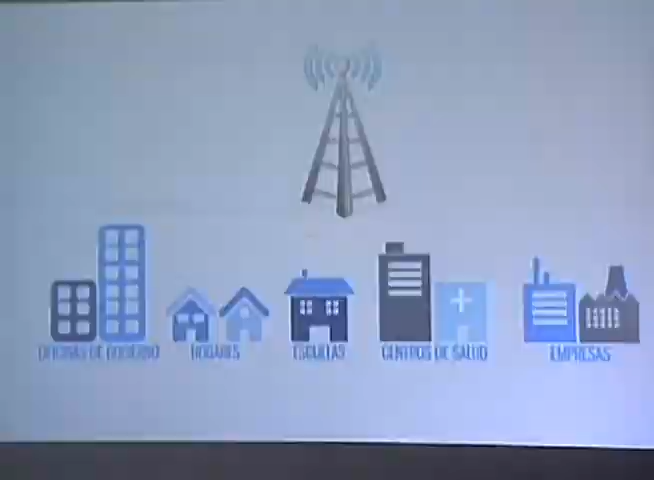 OFICINAS DE GOBIERNO
HOGARES
ESCUELAS
CENTROS DE SALUD
EMPRESAS